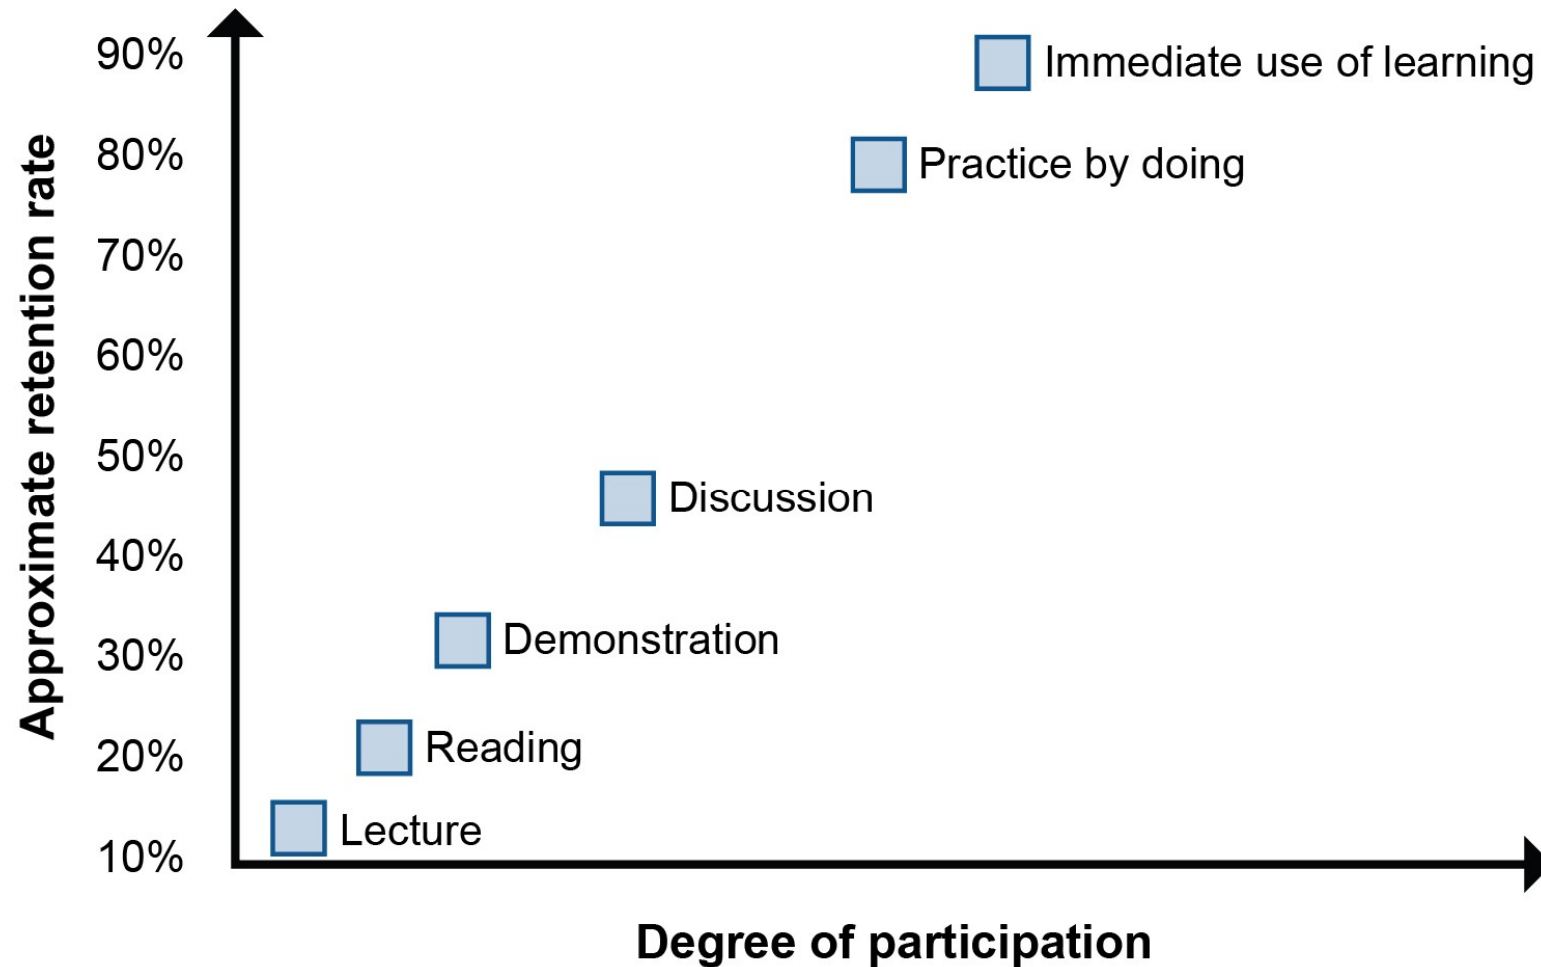 90%
Immediate use of learning
80%
Practice by doing
70%
60%
50%
Discussion
40%
Demonstration
30%
Reading
20%
Lecture
10%
Approximate retention rate
Degree of participation